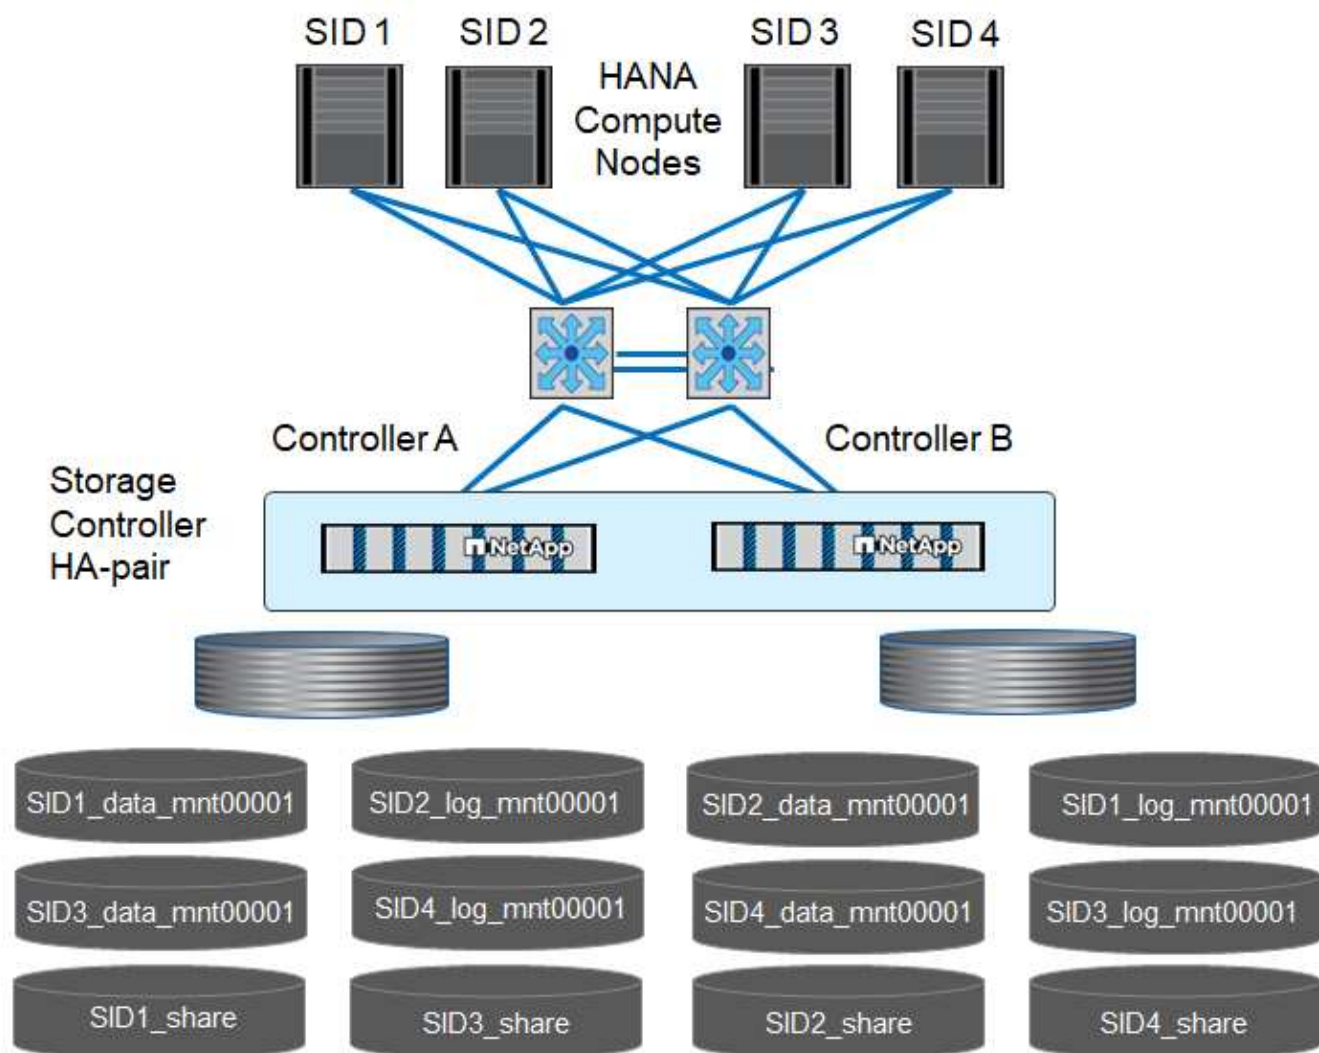 SID 1
SID 2
SID 3
SID 4
HANA
Compute
Nodes
Controller A
Controller B
Storage
Controller
HA-pair
NetApp
NetApp
SID1_data_mnt00001
SID2_log_mnt00001
SID2_data_mnt00001
SID1_log_mnt00001
SID3_data_mnt00001
SID4_log_mnt00001
SID4_data_mnt00001
SID3_log_mnt00001
SID1_share
SID3_share
SID2_share
SID4_share